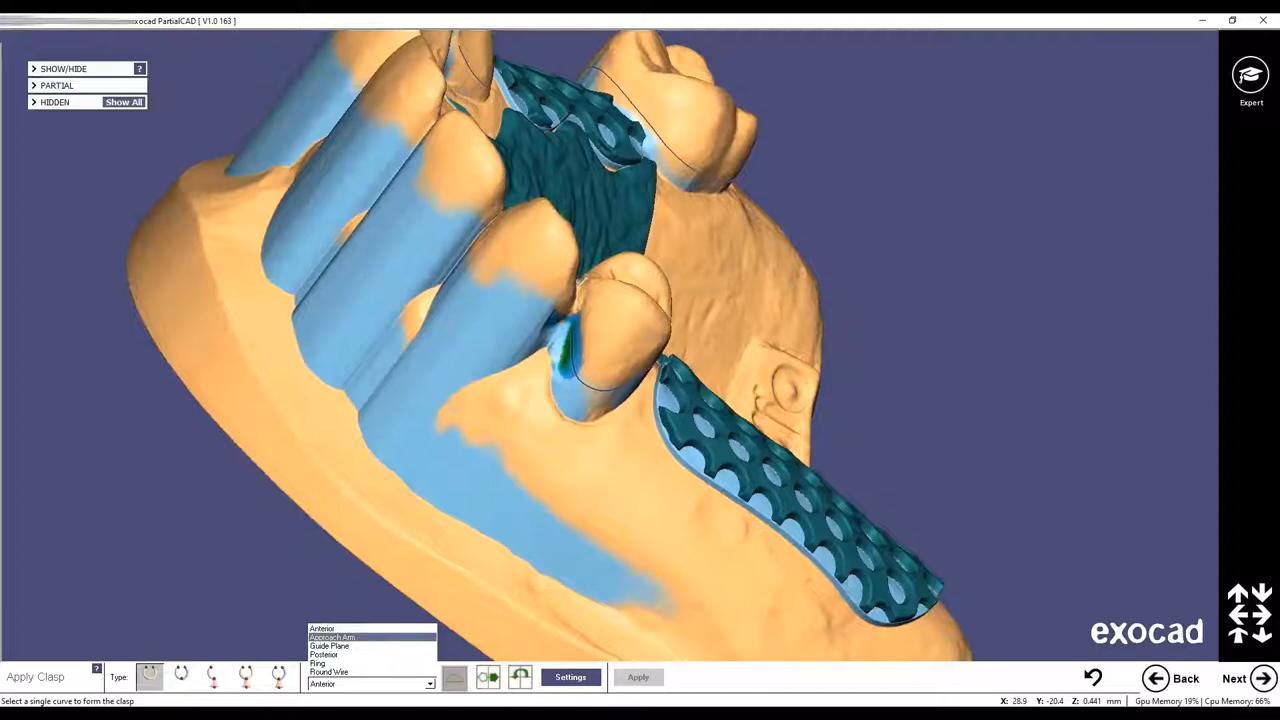 xocad PartialCAD [ V1.0 163 ]
SHOW/HIDE ?
PARTIAL
HIDDEN Show All
Expert
exocad
Anterior
Approach Arm
Guide Plane
Posterior
Ring
Round Wire
Apply Clasp ? Type: Anterior Settings Apply Back Next
Select a single curve to form the clasp X: 28.9 Y: -20.4 Z: 0.441 mm Gpu Memory 19% | Cpu Memory: 66%